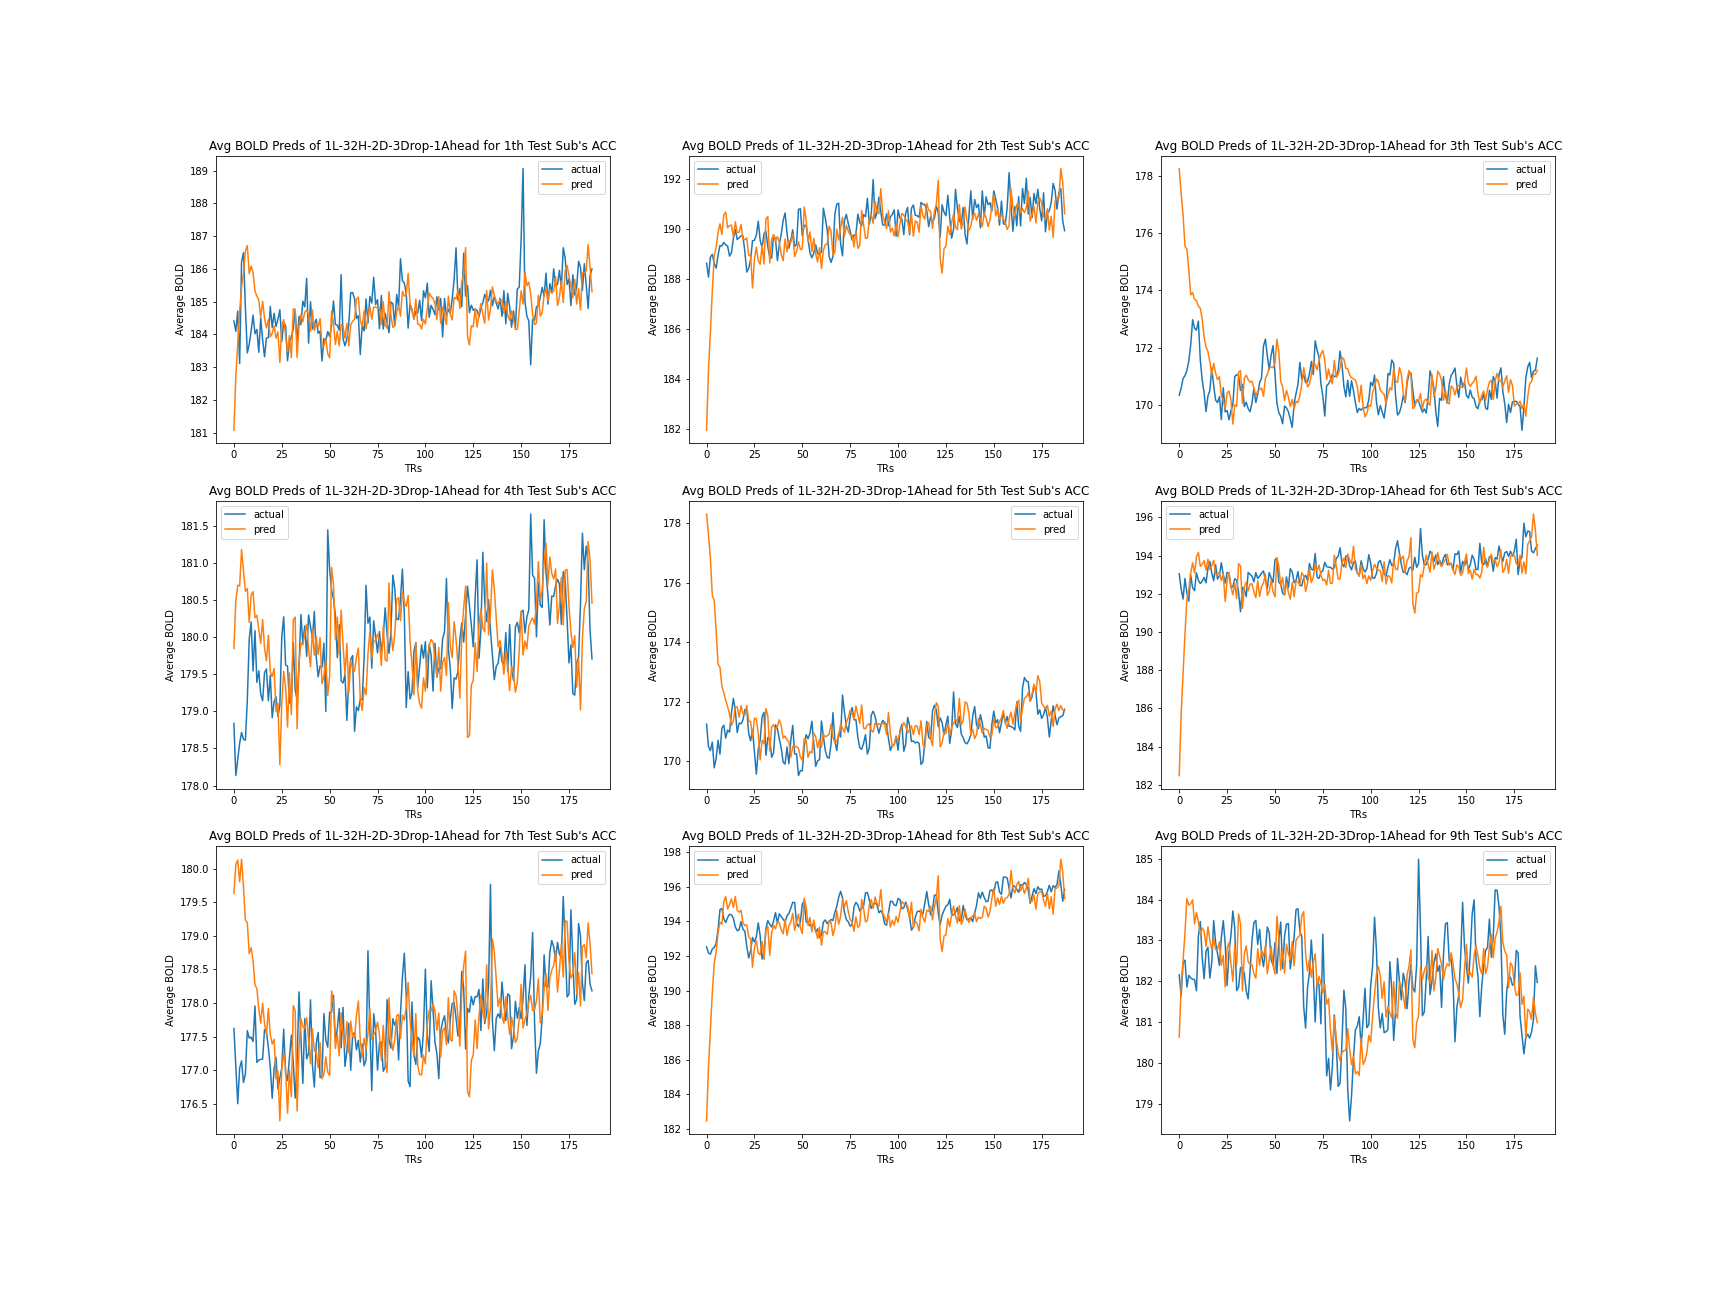 Avg BOLD Preds of 1L-32H-2D-3Drop-1Ahead for 1th Test Sub's ACC
189
188
187
186
185
184
183
182
181
Average BOLD
actual
pred
0 25 50 75 100 125 150 175
TRs
Avg BOLD Preds of 1L-32H-2D-3Drop-1Ahead for 2th Test Sub's ACC
192
190
188
186
184
182
Average BOLD
actual
pred
0 25 50 75 100 125 150 175
TRs
Avg BOLD Preds of 1L-32H-2D-3Drop-1Ahead for 3th Test Sub's ACC
178
176
174
172
170
Average BOLD
actual
pred
0 25 50 75 100 125 150 175
TRs
Avg BOLD Preds of 1L-32H-2D-3Drop-1Ahead for 4th Test Sub's ACC
181.5
181.0
180.5
180.0
179.5
179.0
178.5
178.0
Average BOLD
actual
pred
0 25 50 75 100 125 150 175
TRs
Avg BOLD Preds of 1L-32H-2D-3Drop-1Ahead for 5th Test Sub's ACC
178
176
174
172
170
Average BOLD
actual
pred
0 25 50 75 100 125 150 175
TRs
Avg BOLD Preds of 1L-32H-2D-3Drop-1Ahead for 6th Test Sub's ACC
196
194
192
190
188
186
184
182
Average BOLD
actual
pred
0 25 50 75 100 125 150 175
TRs
Avg BOLD Preds of 1L-32H-2D-3Drop-1Ahead for 7th Test Sub's ACC
180.0
179.5
179.0
178.5
178.0
177.5
177.0
176.5
Average BOLD
actual
pred
0 25 50 75 100 125 150 175
TRs
Avg BOLD Preds of 1L-32H-2D-3Drop-1Ahead for 8th Test Sub's ACC
198
196
194
192
190
188
186
184
182
Average BOLD
actual
pred
0 25 50 75 100 125 150 175
TRs
Avg BOLD Preds of 1L-32H-2D-3Drop-1Ahead for 9th Test Sub's ACC
185
184
183
182
181
180
179
Average BOLD
actual
pred
0 25 50 75 100 125 150 175
TRs